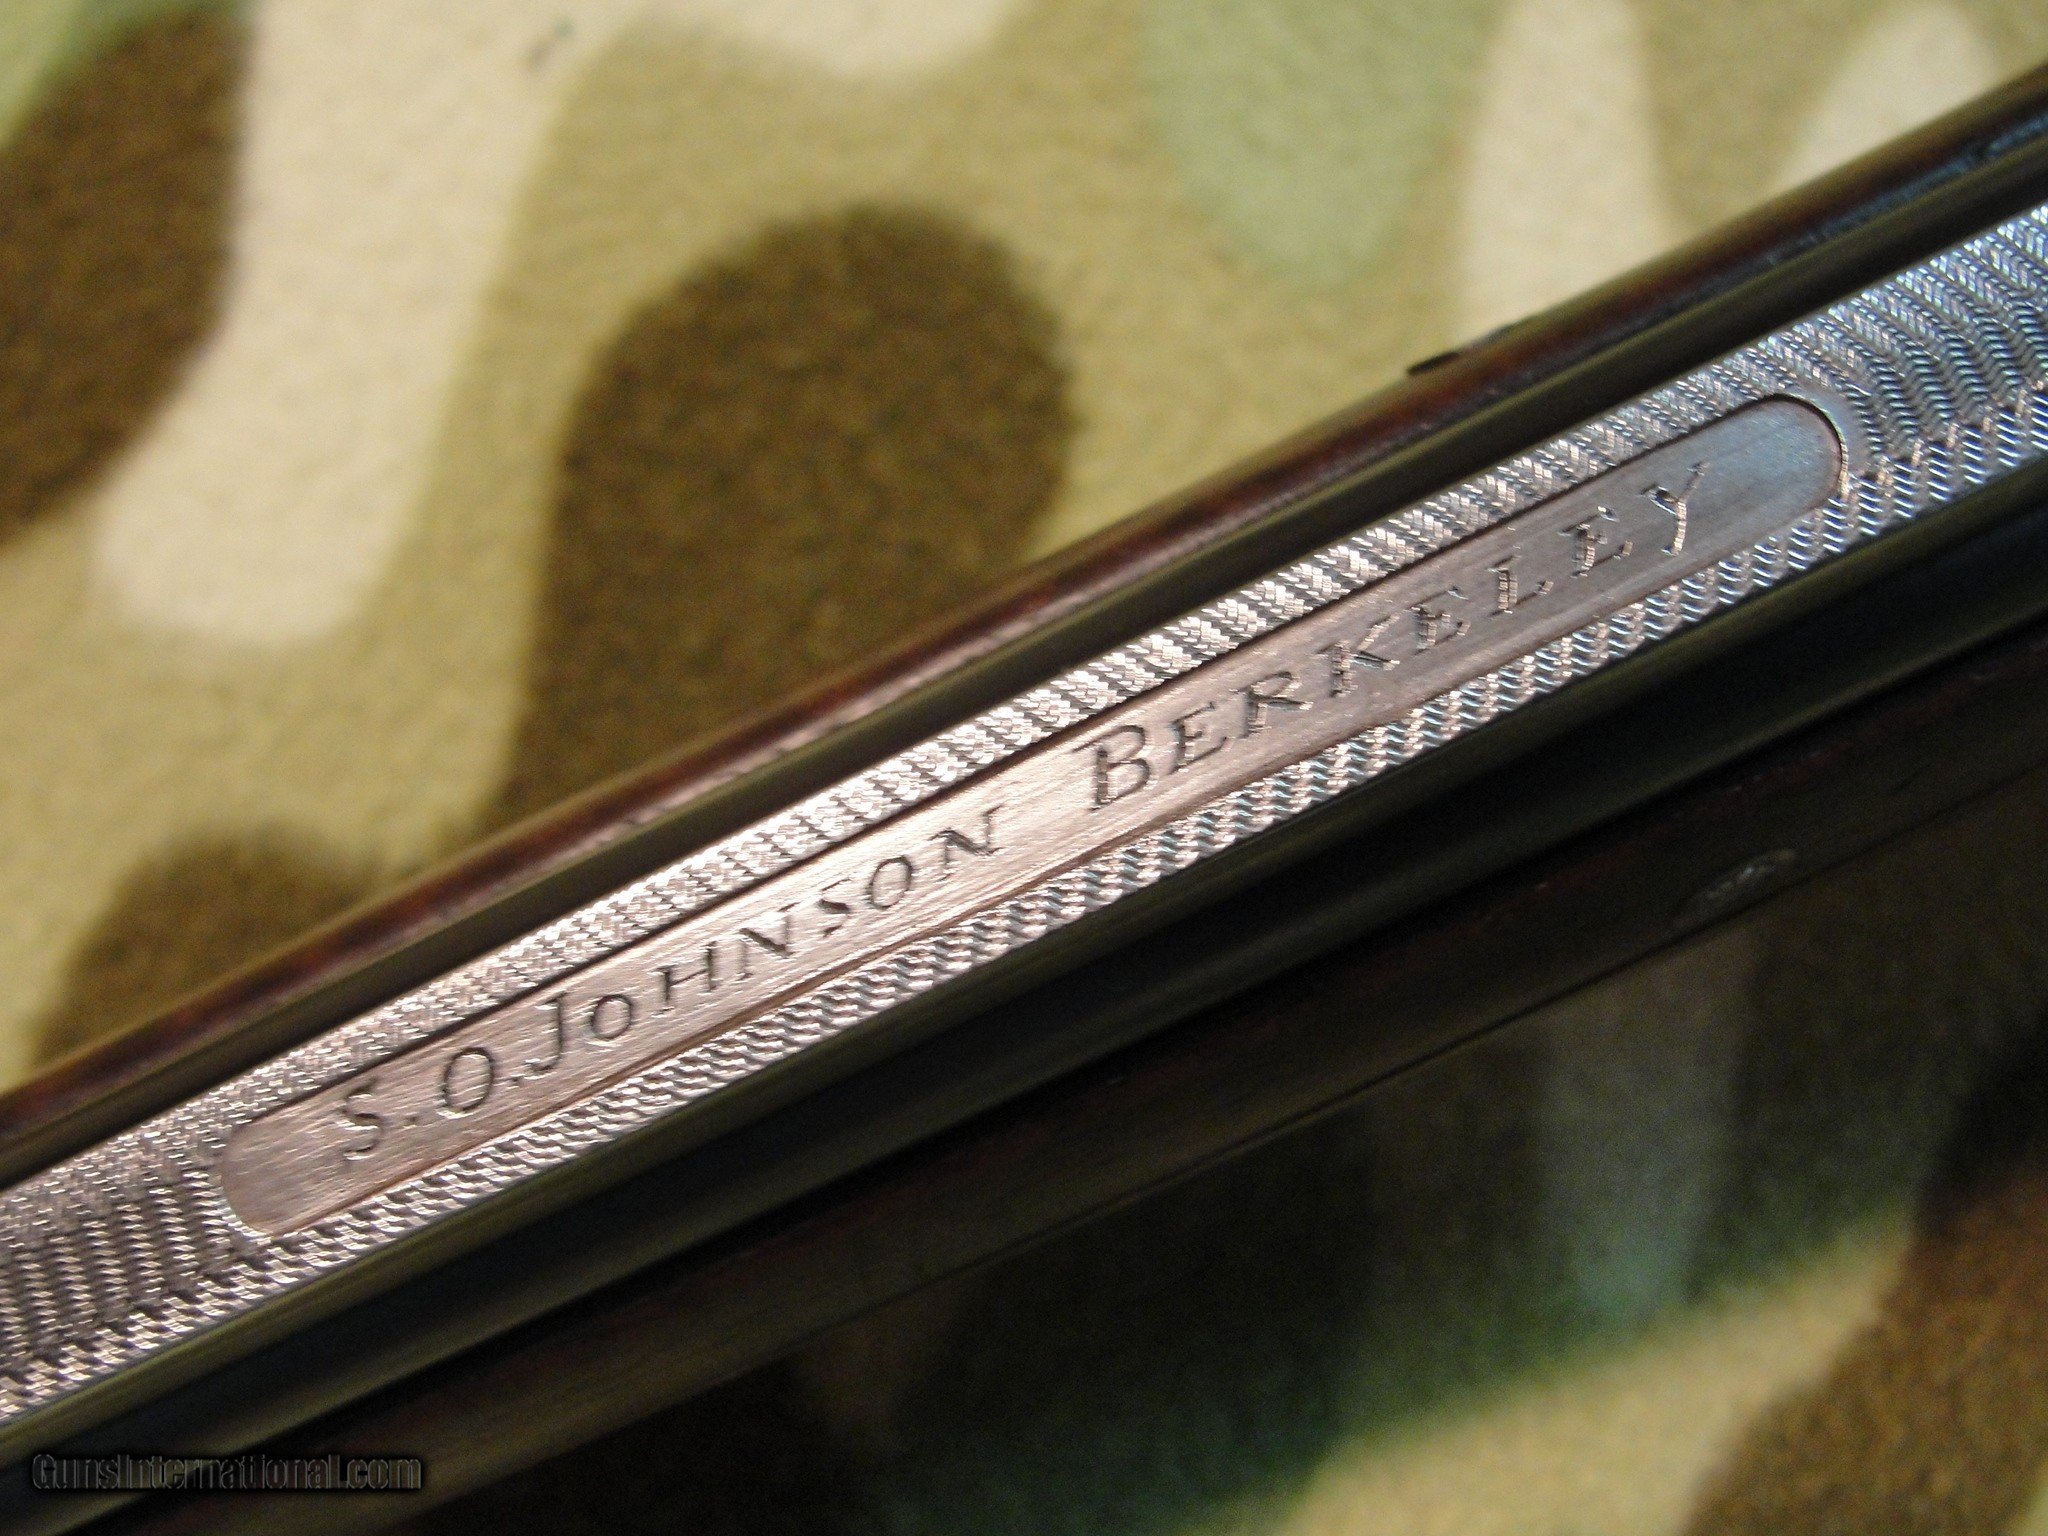 S. O. JOHNSON BERKELEY
GunsInternational.com